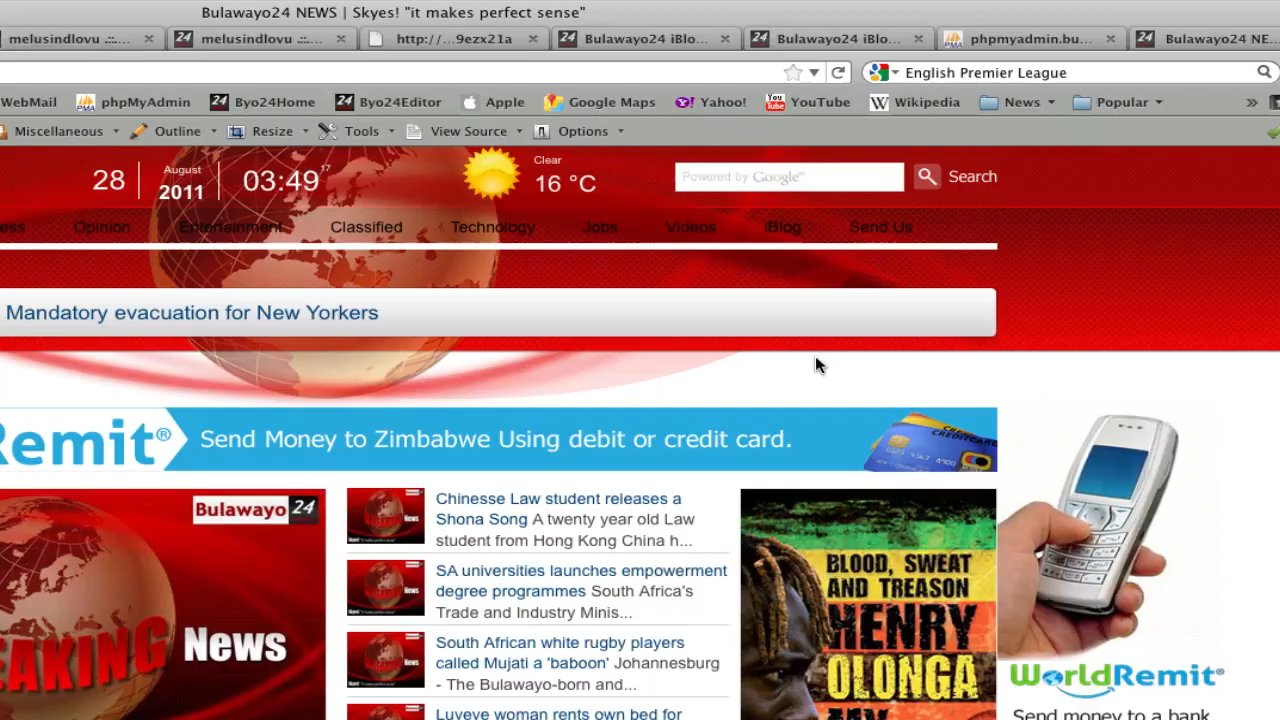 Bulawayo24 NEWS | Skyes! "it makes perfect sense"
melusindlovu .::....
melusindlovu .::....
http://...9ezx21a
Bulawayo24 iBlo...
Bulawayo24 iBlo...
phpmyadmin.bu...
Bulawayo24 NE...
English Premier League
WebMail
phpMyAdmin
Byo24Home
Byo24Editor
Apple
Google Maps
Yahoo!
YouTube
Wikipedia
News
Popular
Miscellaneous
Outline
Resize
Tools
View Source
Options
28
August
2011
03:49 17
Clear
16 °C
Powered by Google™
Search
ess
Opinion
Entertainment
Classified
Technology
Jobs
Videos
iBlog
Send Us
Mandatory evacuation for New Yorkers
Remit®
Send Money to Zimbabwe Using debit or credit card.
Bulawayo24
EAKING News
Chinesse Law student releases a
Shona Song A twenty year old Law
student from Hong Kong China h...
SA universities launches empowerment
degree programmes South Africa's
Trade and Industry Minis...
South African white rugby players
called Mujati a 'baboon' Johannesburg
- The Bulawayo-born and...
Luveve woman rents own bed for
BLOOD, SWEAT
AND TREASON
HENRY
OLONGA
MY
WorldRemit®
Send money to a bank